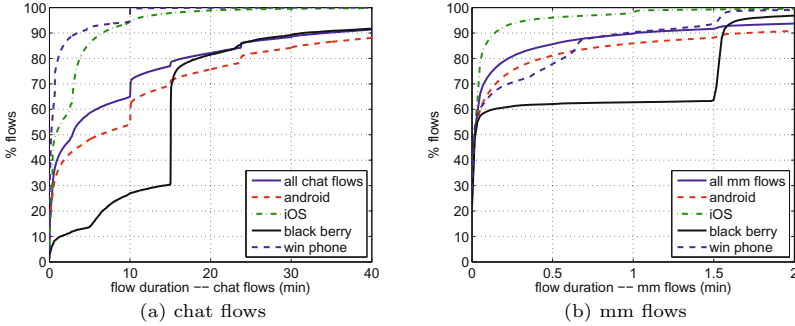 100
90
80
70
60
50
40
30
20
10
0
% flows
0
10
20
30
40
flow duration −− chat flows (min)
all chat flows
android
iOS
black berry
win phone
(a) chat flows
100
90
80
70
60
50
40
30
20
10
0
% flows
0
0.5
1
1.5
2
flow duration −− mm flows (min)
all mm flows
android
iOS
black berry
win phone
(b) mm flows